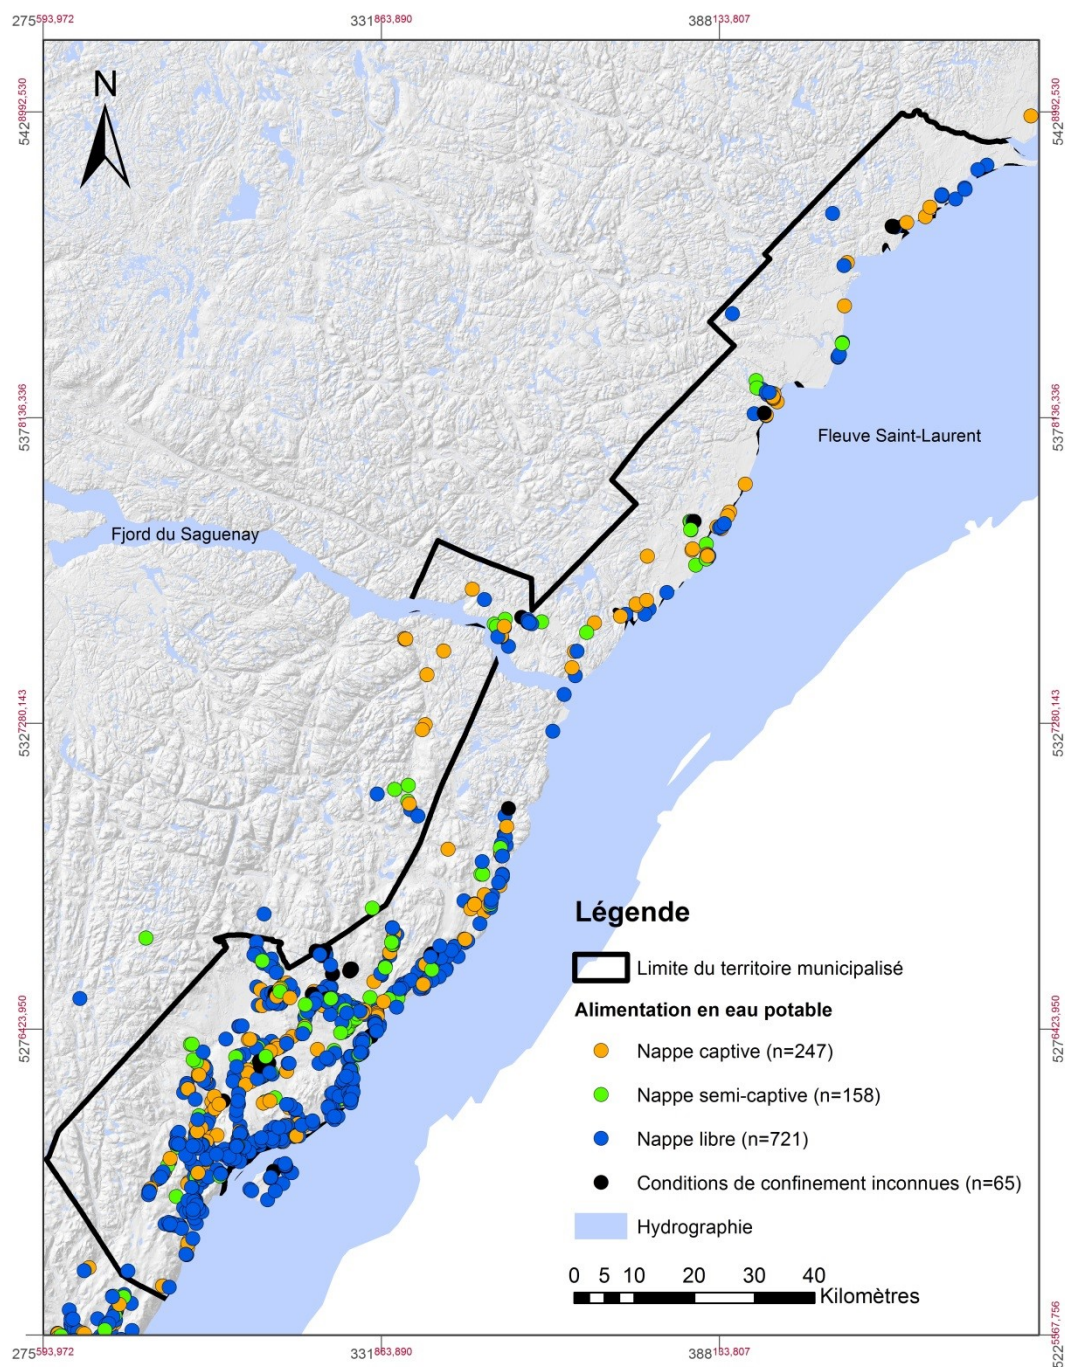 275593,972 331863,890 388133,807
5428992,530 5428992,530
N
5378136,336 5378136,336
Fleuve Saint-Laurent
Fjord du Saguenay
5327280,143 5327280,143
Légende
Limite du territoire municipalisé
Alimentation en eau potable
5276423,950 5276423,950
Nappe captive (n=247)
Nappe semi-captive (n=158)
Nappe libre (n=721)
Conditions de confinement inconnues (n=65)
Hydrographie
0 5 10 20 30 40
Kilomètres
5225567,756
275593,972 331863,890 388133,807